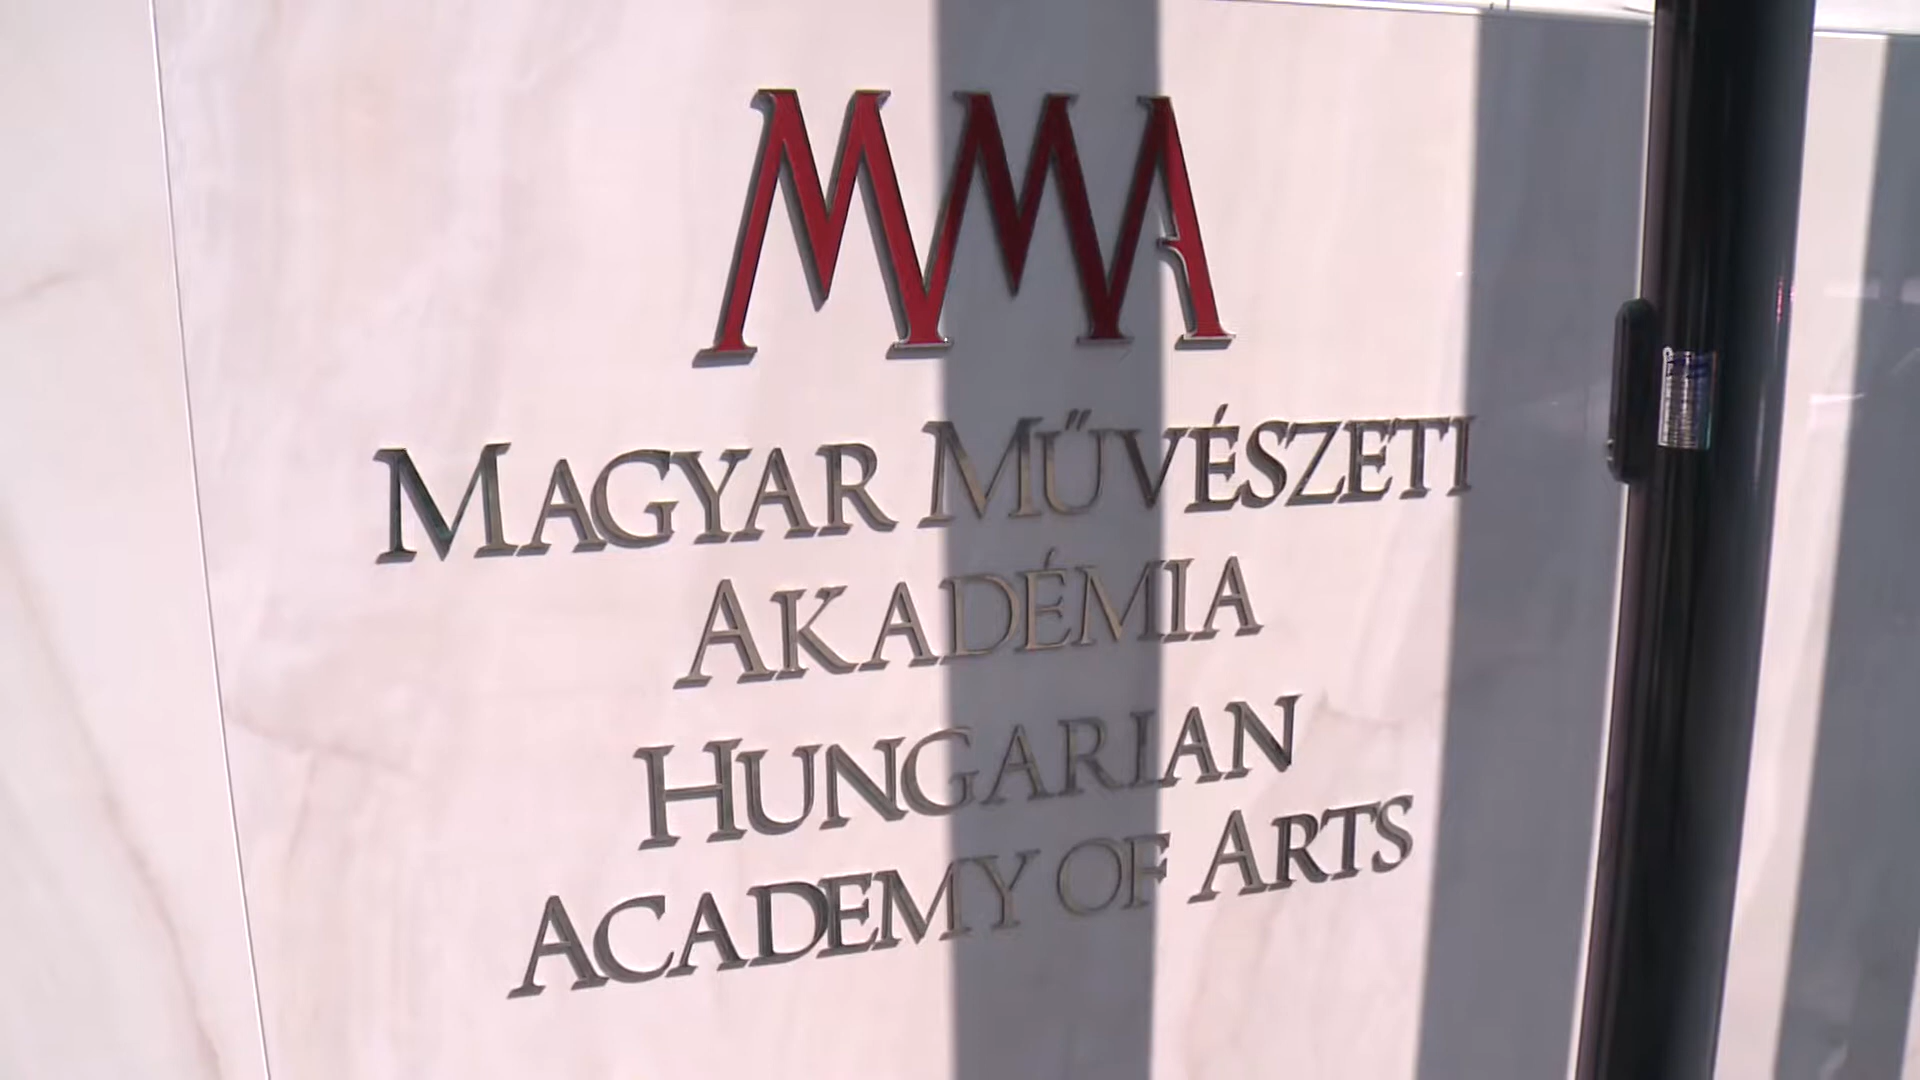 MMA
MAGYAR MŰVÉSZETI
AKADÉMIA
HUNGARIAN
ACADEMY OF ARTS